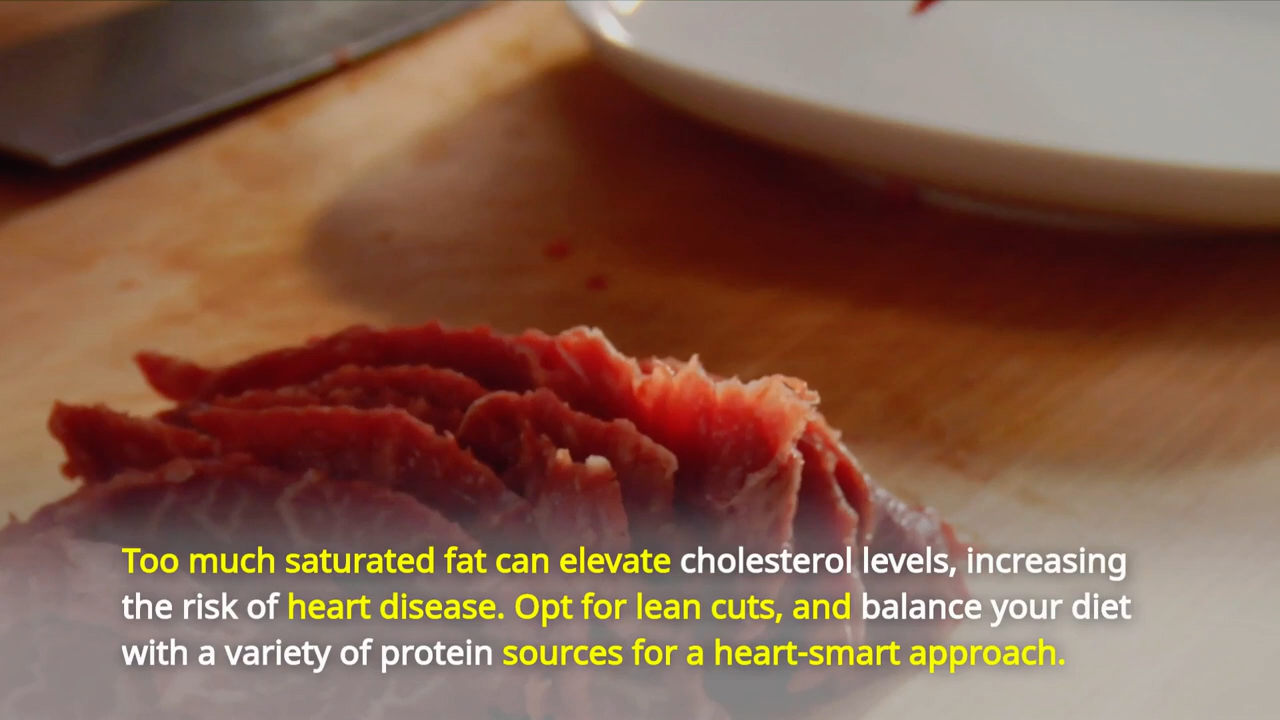 Too much saturated fat can elevate cholesterol levels, increasing
the risk of heart disease. Opt for lean cuts, and balance your diet
with a variety of protein sources for a heart-smart approach.